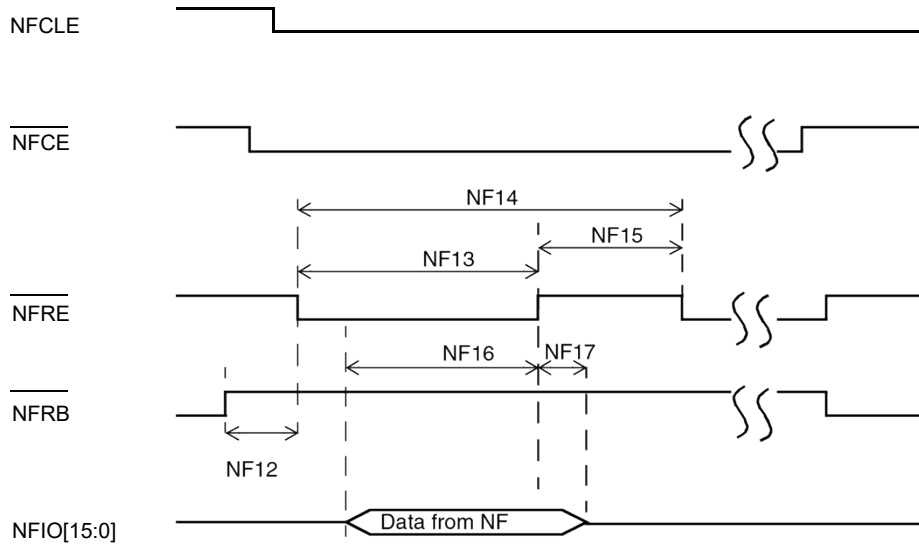 NFCLE
NFCE
NF14
NF15
NF13
NFRE
NF16 NF17
NFRB
NF12
NFIO[15:0]
Data from NF